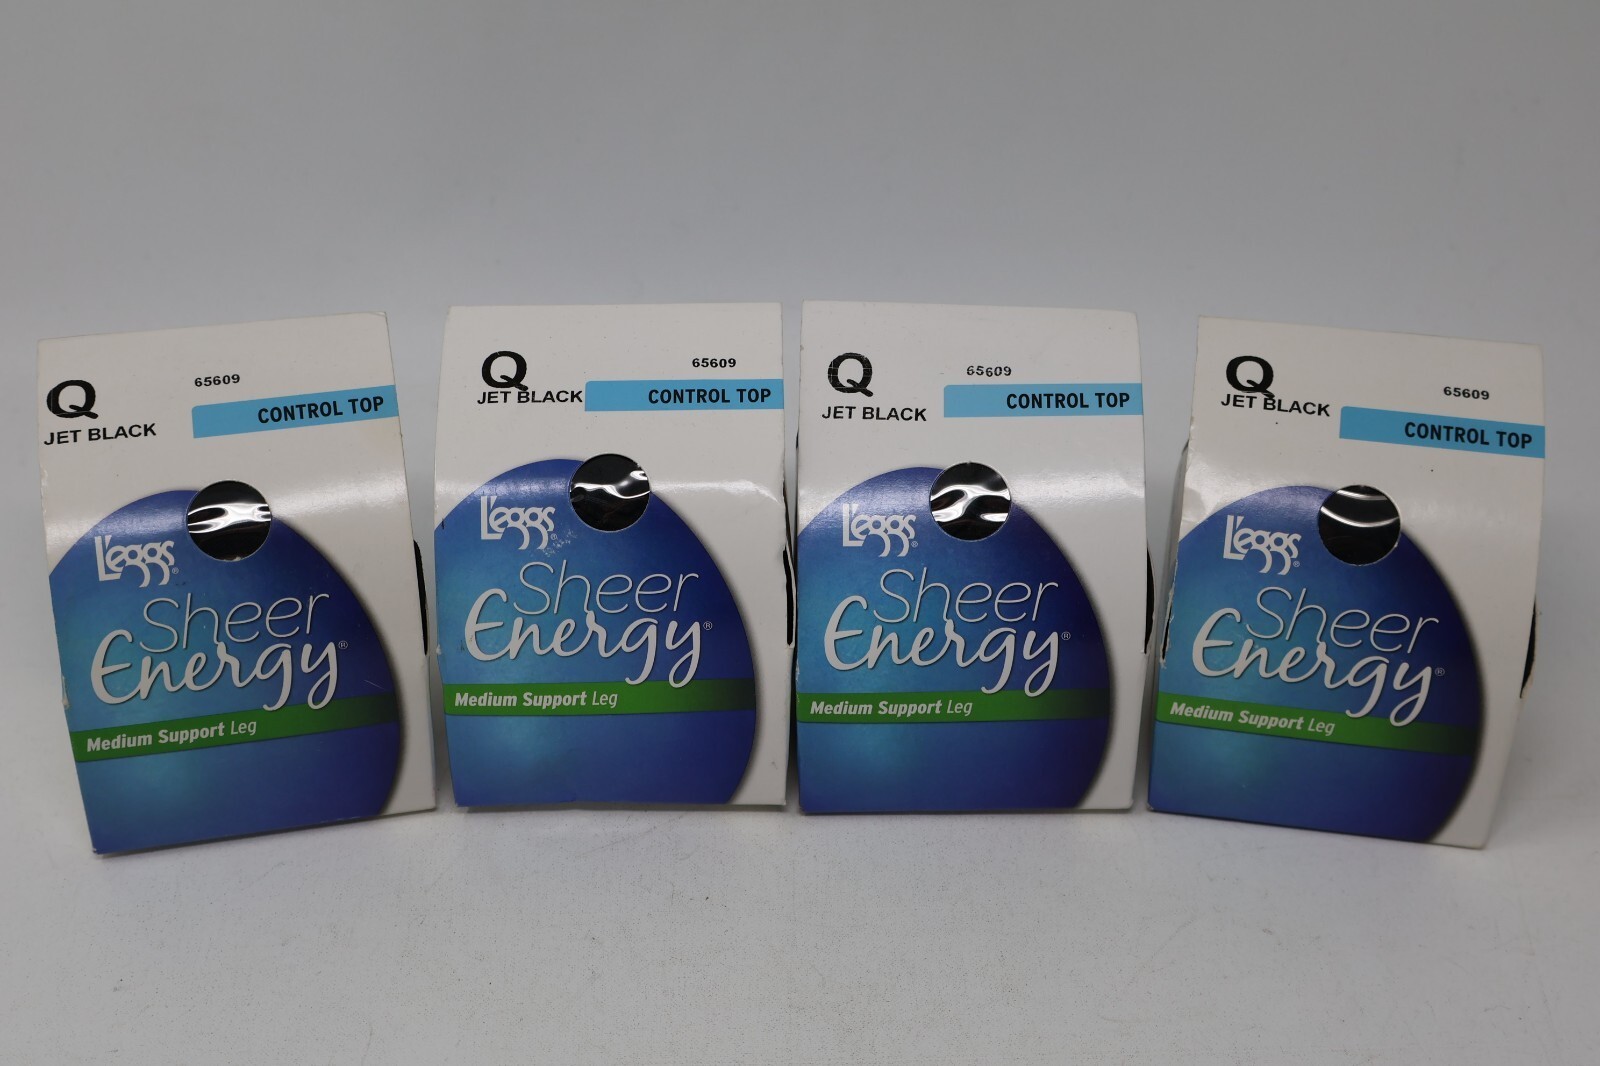 Q
65609
JET BLACK
CONTROL TOP
L'eggs®
Sheer
Energy®
Medium Support Leg
Q
65609
JET BLACK
CONTROL TOP
L'eggs®
Sheer
Energy®
Medium Support Leg
Q
65609
JET BLACK
CONTROL TOP
L'eggs®
Sheer
Energy®
Medium Support Leg
Q
65609
JET BLACK
CONTROL TOP
L'eggs®
Sheer
Energy®
Medium Support Leg